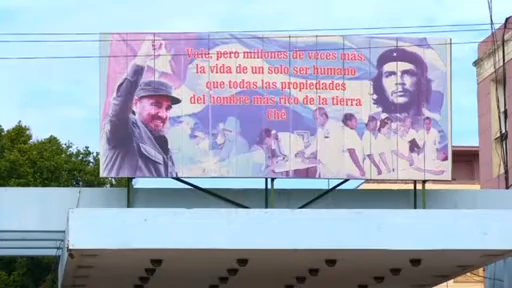 Vale, pero millones de veces más,
la vida de un solo ser humano
que todas las propiedades
del hombre más rico de la tierra
Ché